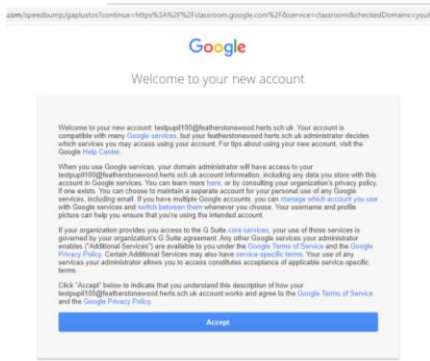 .com/speedbump/gaplustos?continue=https%3A%2F%2Fclassroom.google.com%2F&service=classroom&checkedDomains=yout
Google
Welcome to your new account
Welcome to your new account: testpupil100@featherstonewood.herts.sch.uk. Your account is
compatible with many Google services, but your featherstonewood.herts.sch.uk administrator decides
which services you may access using your account. For tips about using your new account, visit the
Google Help Center.
When you use Google services, your domain administrator will have access to your
testpupil100@featherstonewood.herts.sch.uk account information, including any data you store with this
account in Google services. You can learn more here, or by consulting your organization's privacy policy,
if one exists. You can choose to maintain a separate account for your personal use of any Google
services, including email. If you have multiple Google accounts, you can manage which account you use
with Google services and switch between them whenever you choose. Your username and profile
picture can help you ensure that you're using the intended account.
If your organization provides you access to the G Suite core services, your use of those services is
governed by your organization's G Suite agreement. Any other Google services your administrator
enables ("Additional Services") are available to you under the Google Terms of Service and the Google
Privacy Policy. Certain Additional Services may also have service-specific terms. Your use of any
services your administrator allows you to access constitutes acceptance of applicable service-specific
terms.
Click "Accept" below to indicate that you understand this description of how your
testpupil100@featherstonewood.herts.sch.uk account works and agree to the Google Terms of Service
and the Google Privacy Policy.
Accept